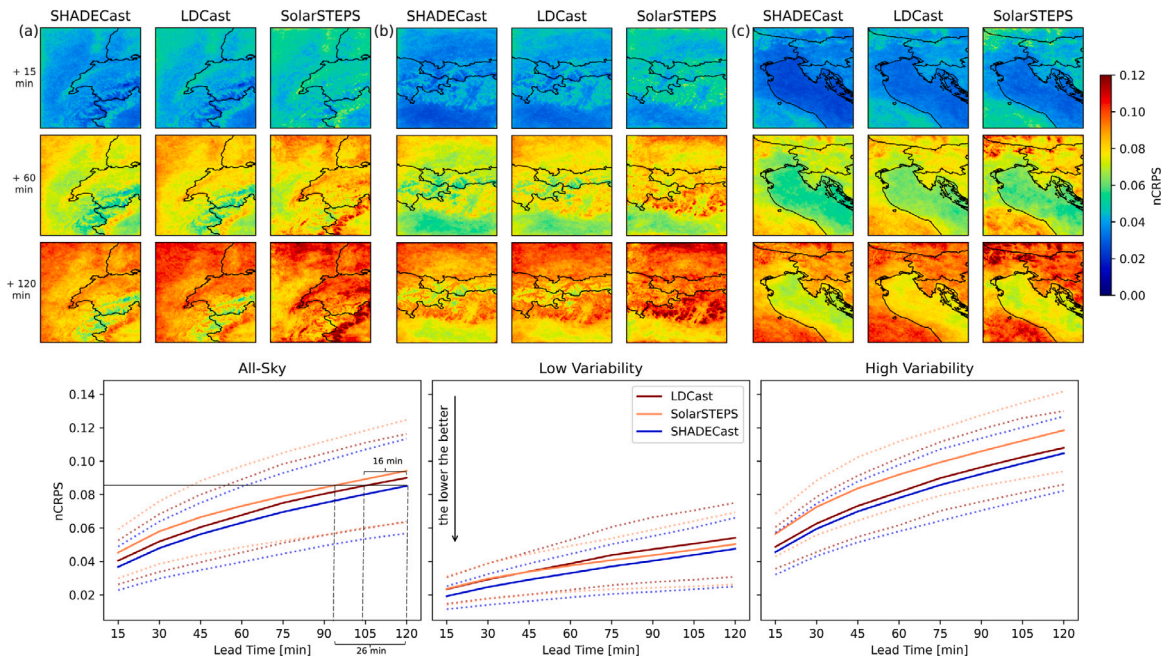 SHADECast LDCast SolarSTEPS SHADECast LDCast SolarSTEPS SHADECast LDCast SolarSTEPS
(a) (b) (c)
+ 15
min
+ 60
min
+ 120
min
0.12
0.10
0.08
0.06
0.04
0.02
0.00
nCRPS
All-Sky Low Variability High Variability
nCRPS
0.14
0.12
0.10
0.08
0.06
0.04
0.02
16 min
26 min
the lower the better
LDCast
SolarSTEPS
SHADECast
15 30 45 60 75 90 105 120 15 30 45 60 75 90 105 120 15 30 45 60 75 90 105 120
Lead Time [min] Lead Time [min] Lead Time [min]